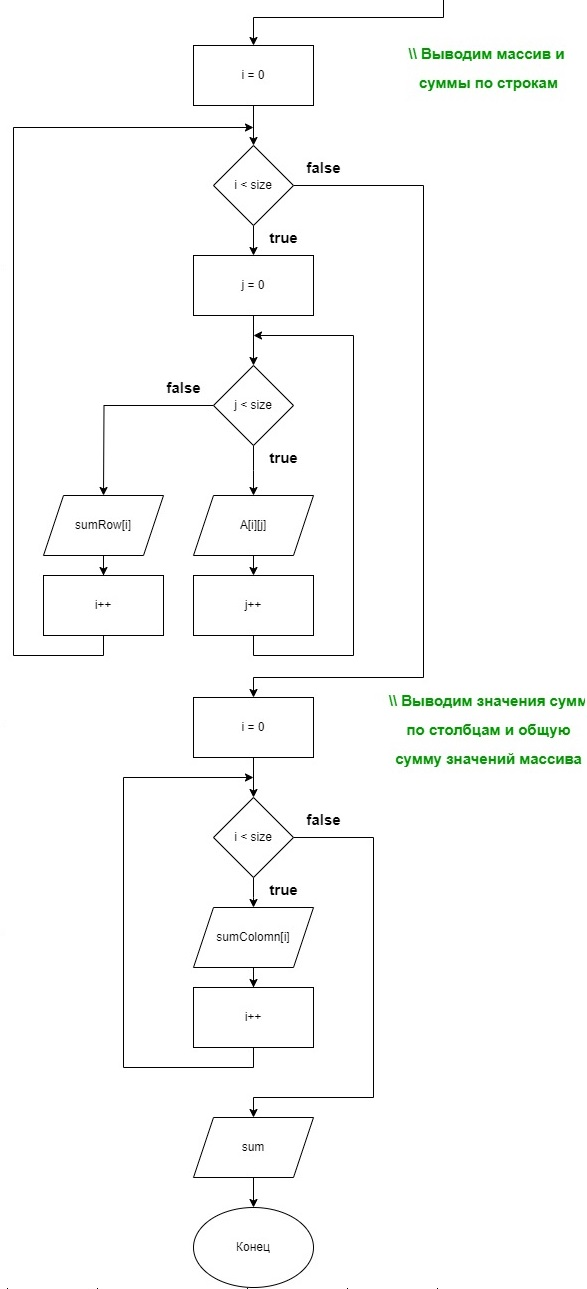 \\ Выводим массив и
суммы по строкам
i = 0
i < size
false
true
j = 0
j < size
false
true
sumRow[i]
A[i][j]
i++
j++
\\ Выводим значения сумм
по столбцам и общую
сумму значений массива
i = 0
i < size
false
true
sumColomn[i]
i++
sum
Конец